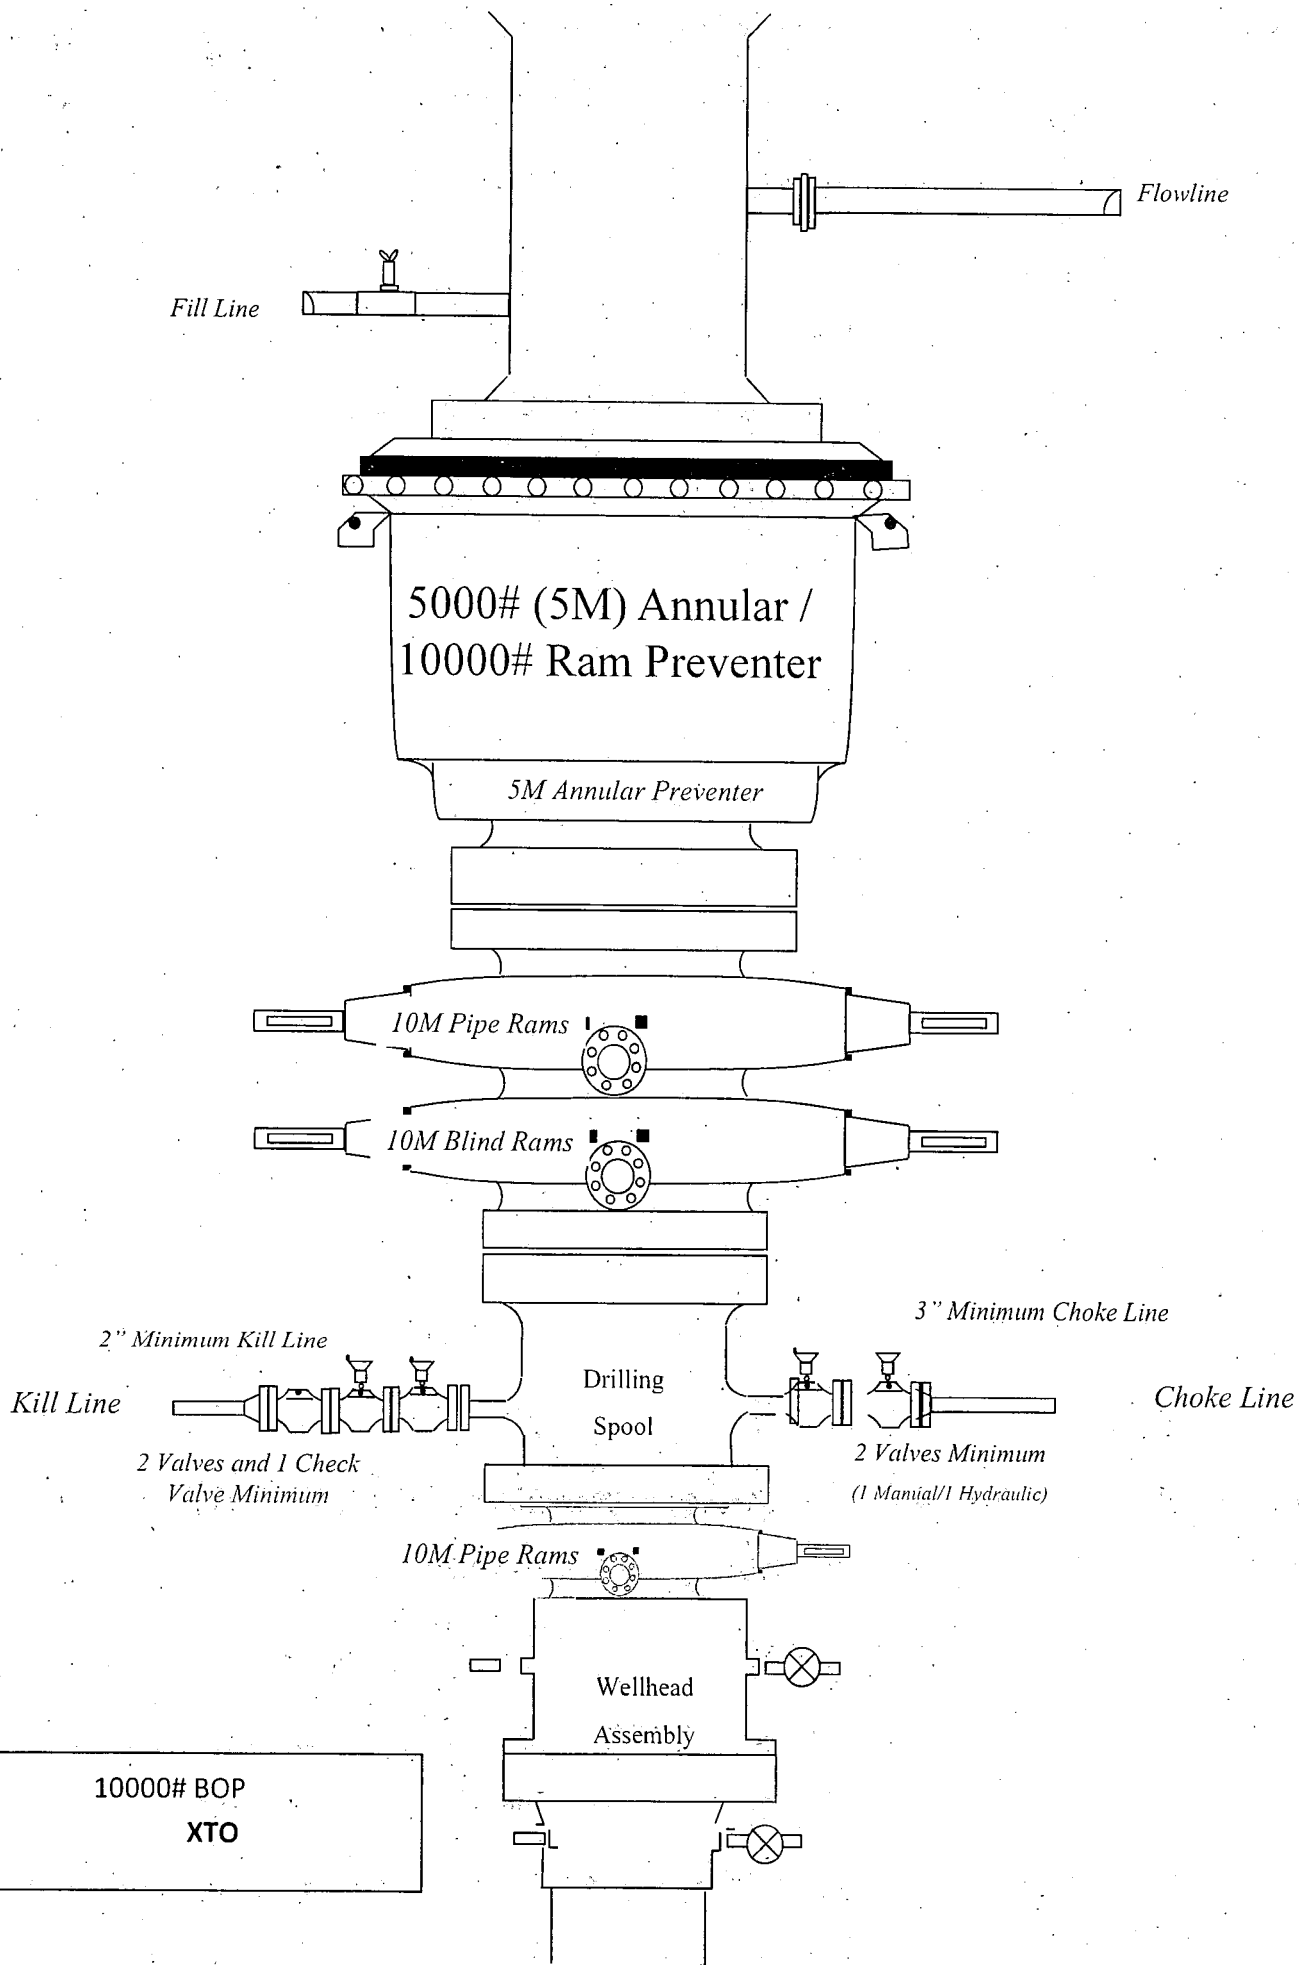 Flowline
Fill Line
5000# (5M) Annular /
10000# Ram Preventer
5M Annular Preventer
10M Pipe Rams
10M Blind Rams
3" Minimum Choke Line
2" Minimum Kill Line
Drilling
Spool
Kill Line
Choke Line
2 Valves and 1 Check
Valve Minimum
2 Valves Minimum
(1 Manual/1 Hydraulic)
10M Pipe Rams
Wellhead
Assembly
10000# BOP
XTO